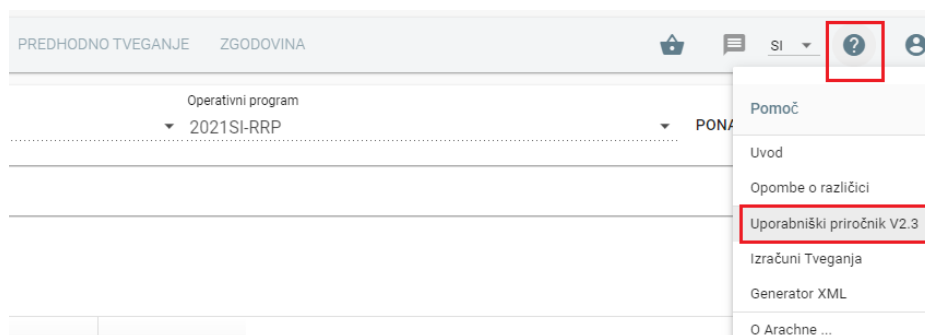 PREDHODNO TVEGANJE ZGODOVINA SI
Operativni program
2021SI-RRP
Pomoč
Uvod
Opombe o različici
Uporabniški priročnik V2.3
Izračuni Tveganja
Generator XML
O Arachne ...